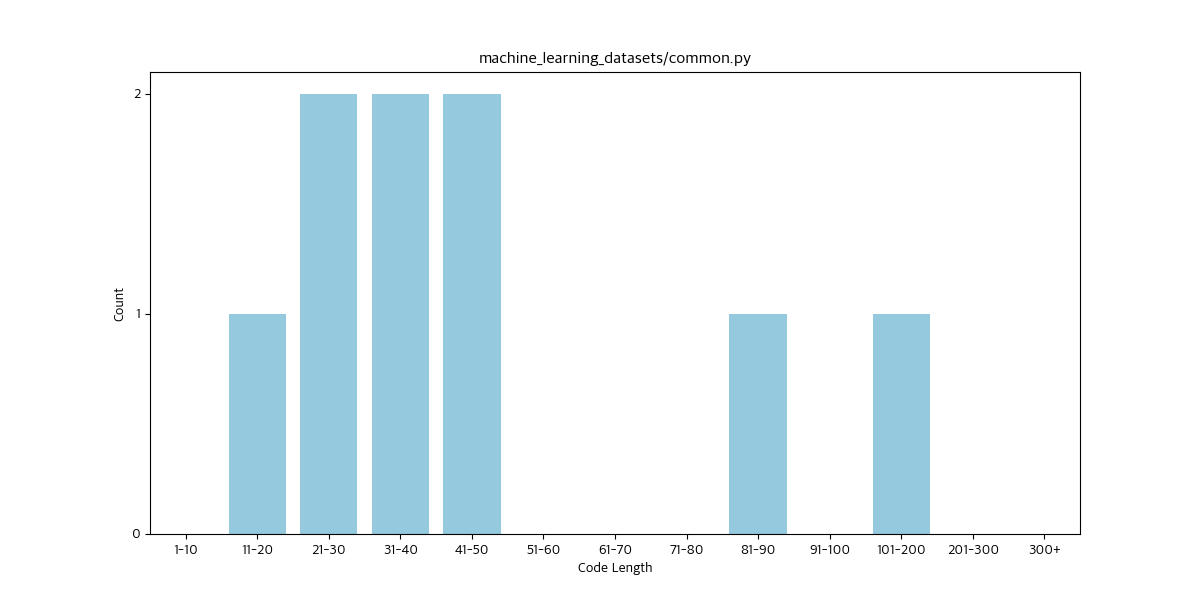 machine_learning_datasets/common.py
2
1
0
Count
1-10 11-20 21-30 31-40 41-50 51-60 61-70 71-80 81-90 91-100 101-200 201-300 300+
Code Length